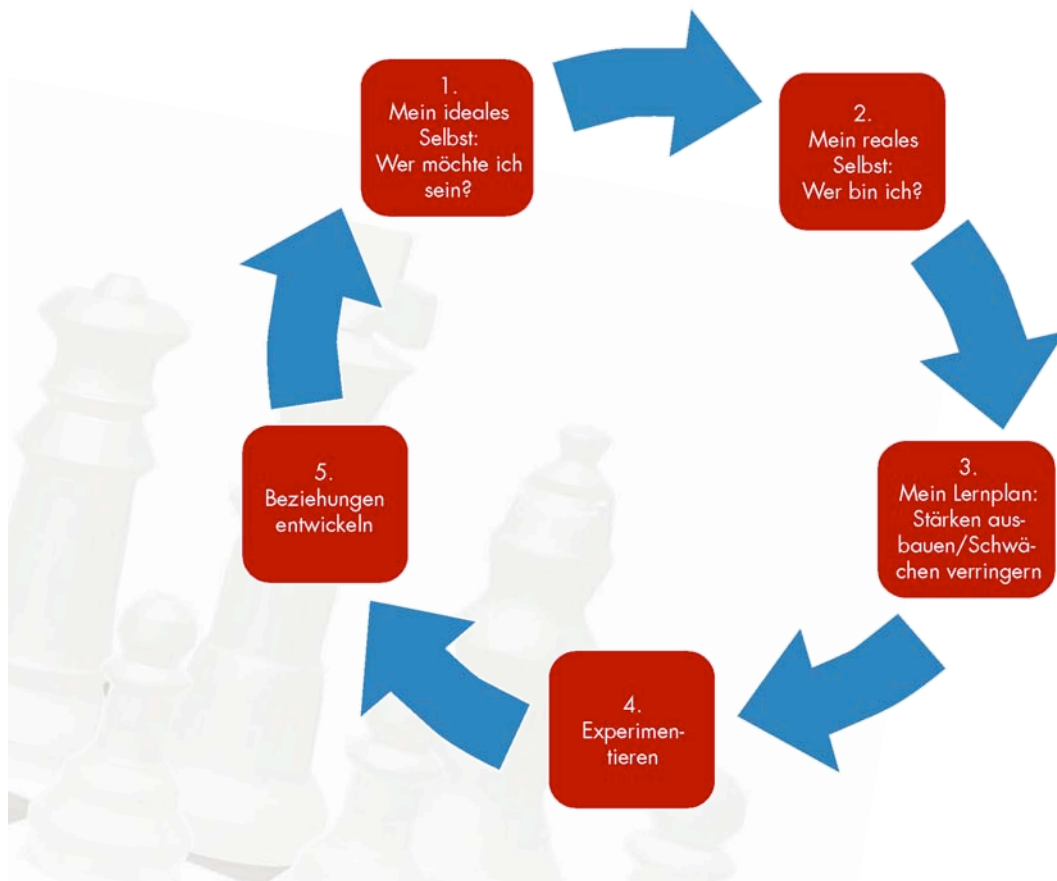 1.
Mein ideales
Selbst:
Wer möchte ich
sein?
2.
Mein reales
Selbst:
Wer bin ich?
3.
Mein Lernplan:
Stärken aus-
bauen/Schwä-
chen verringern
4.
Experimen-
tieren
5.
Beziehungen
entwickeln